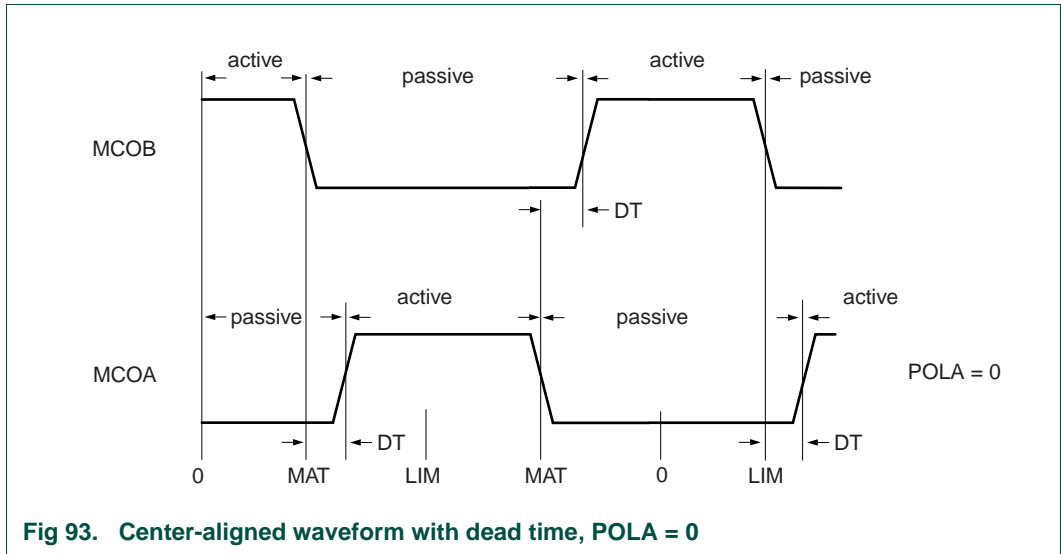 active
passive
active
passive
MCOB
DT
active
active
passive
passive
MCOA
POLA = 0
DT
DT
0
MAT
LIM
MAT
0
LIM
Fig 93. Center-aligned waveform with dead time, POLA = 0